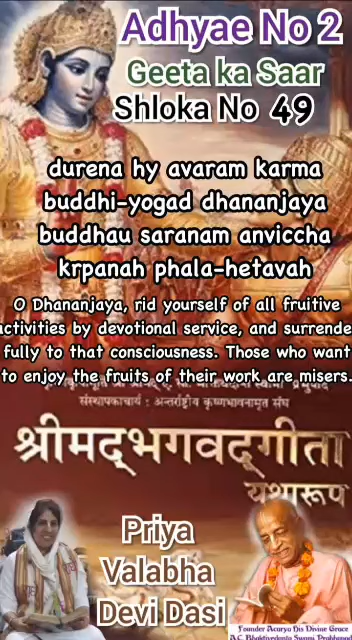 Adhyae No 2
Geeta ka Saar
Shloka No 49
durena hy avaram karma
buddhi-yogad dhananjaya
buddhau saranam anviccha
krpanah phala-hetavah
O Dhananjaya, rid yourself of all fruitive
activities by devotional service, and surrende
fully to that consciousness. Those who want
to enjoy the fruits of their work are misers.
संस्थापकाचार्य : अन्तर्राष्ट्रीय कृष्णभावनामृत संघ
श्रीमद्भगवद्गीता
यथारूप
Priya
Valabha
Devi Dasi
Founder Acarya His Divine Grace
A.C. Bhaktivedanta Swami Prabhupad